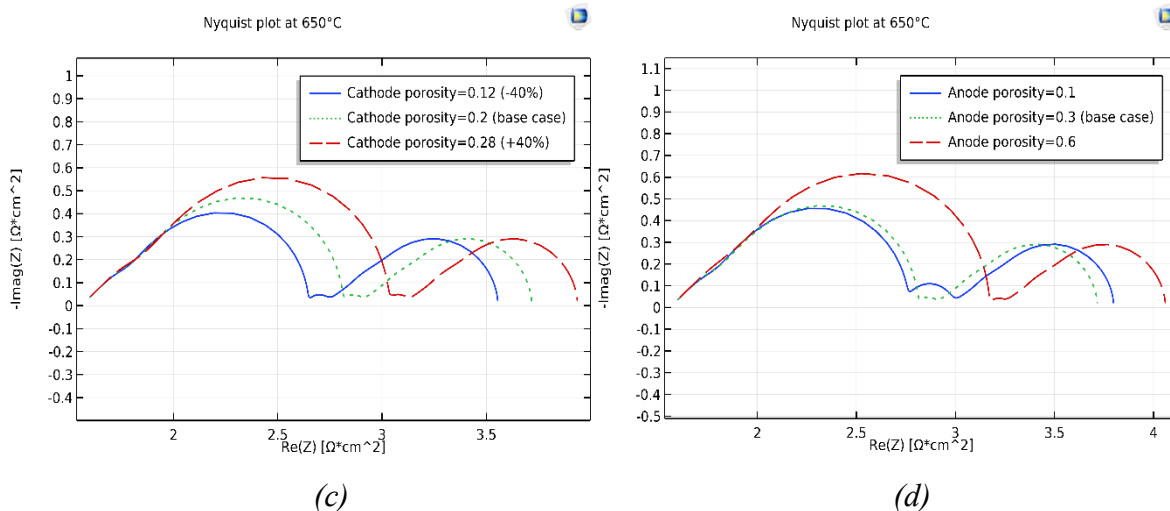 Nyquist plot at 650°C
1
0.9
0.8
0.7
0.6
0.5
0.4
0.3
0.2
0.1
0
-0.1
-0.2
-0.3
-0.4
-Imag(Z) [Ω*cm^2]
Cathode porosity=0.12 (-40%)
Cathode porosity=0.2 (base case)
Cathode porosity=0.28 (+40%)
2
2.5
3
3.5
Re(Z) [Ω*cm^2]
(c)
Nyquist plot at 650°C
1.1
1
0.9
0.8
0.7
0.6
0.5
0.4
0.3
0.2
0.1
0
-0.1
-0.2
-0.3
-0.4
-0.5
-Imag(Z) [Ω*cm^2]
Anode porosity=0.1
Anode porosity=0.3 (base case)
Anode porosity=0.6
2
2.5
3
3.5
4
Re(Z) [Ω*cm^2]
(d)